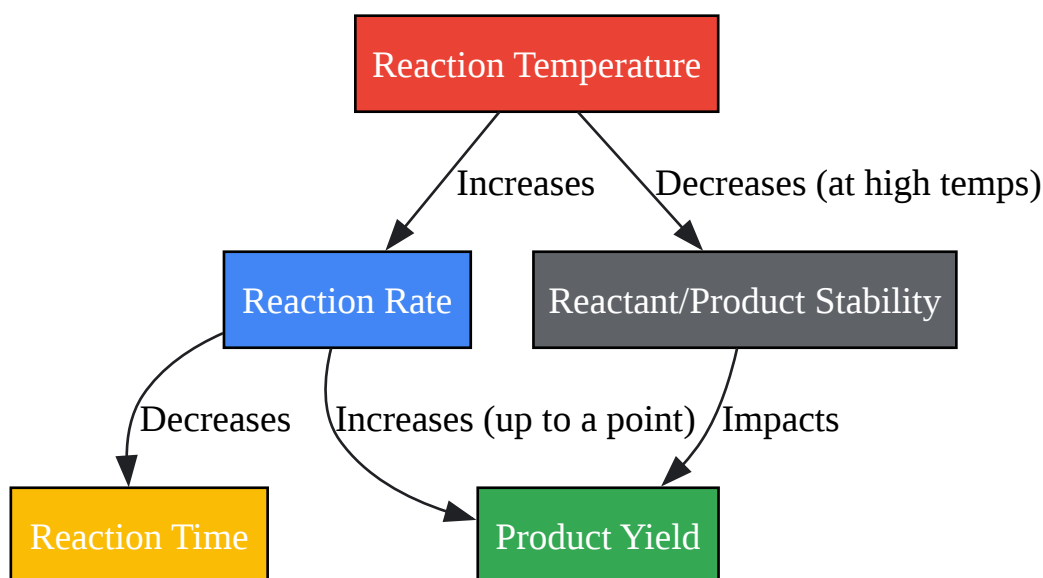 Reaction Temperature
Increases
Decreases (at high temps)
Reaction Rate
Reactant/Product Stability
Decreases
Increases (up to a point)
Impacts
Reaction Time
Product Yield